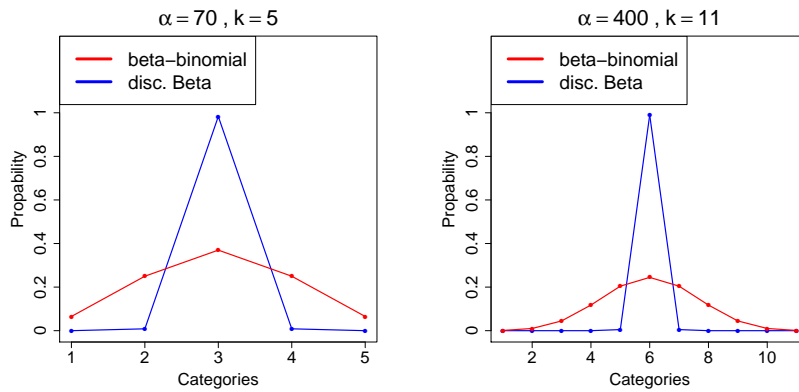 α = 70 , k = 5
beta−binomial
disc. Beta
Propability
1
0.8
0.6
0.4
0.2
0
1 2 3 4 5
Categories
α = 400 , k = 11
beta−binomial
disc. Beta
Propability
1
0.8
0.6
0.4
0.2
0
2 4 6 8 10
Categories